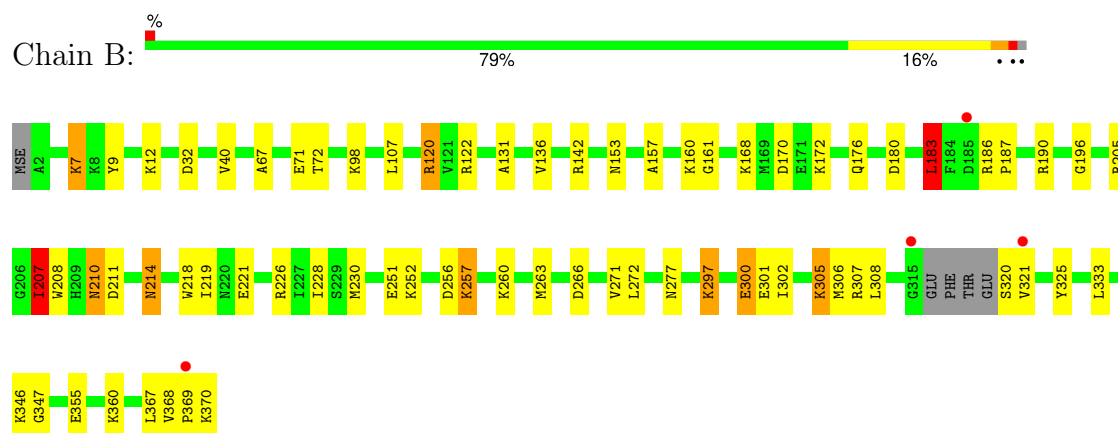 %
Chain B:
79% 16% • ••
MSE A2 K7 K8 Y9 K12 D32 V40 A67 E71 T72 K98 L107 R120 V121 R122 A131 V136 R142 N153 A157 K160 G161 K168 M169 D170 E171 K172 Q176 D180 L183 F184 D185 R186 P187 R190 G196
G206 I207 W208 H209 N210 D211 N214 W218 I219 N220 E221 R226 I227 I228 S229 M230 E251 K252 D256 K257 K260 M263 D266 V271 L272 N277 K297 E300 E301 I302 K305 M306 R307 L308 G315 GLU PHE THR GLU S320 V321 Y325 L333
K346 G347 E355 K360 L367 V368 P369 K370